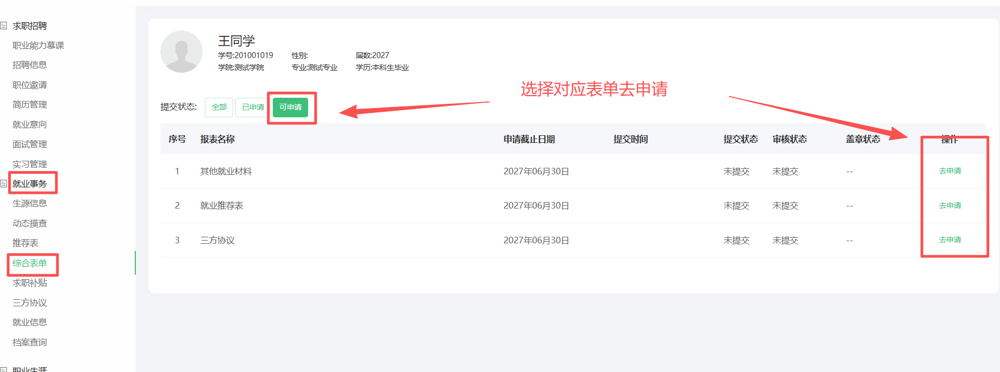 求职招聘
职业能力慕课
招聘信息
职位邀请
简历管理
就业意向
面试管理
实习管理
就业事务
生源信息
动态摸查
推荐表
综合表单
求职补贴
三方协议
就业信息
档案查询
职业生涯
王同学
学号:201001019 性别: 届数:2027
学院:测试学院 专业:测试专业 学历:本科生毕业
选择对应表单去申请
提交状态: 全部 已申请 可申请
序号 报表名称 申请截止日期 提交时间 提交状态 审核状态 盖章状态 操作
1 其他就业材料 2027年06月30日 未提交 未提交 -- 去申请
2 就业推荐表 2027年06月30日 未提交 未提交 -- 去申请
3 三方协议 2027年06月30日 未提交 未提交 -- 去申请